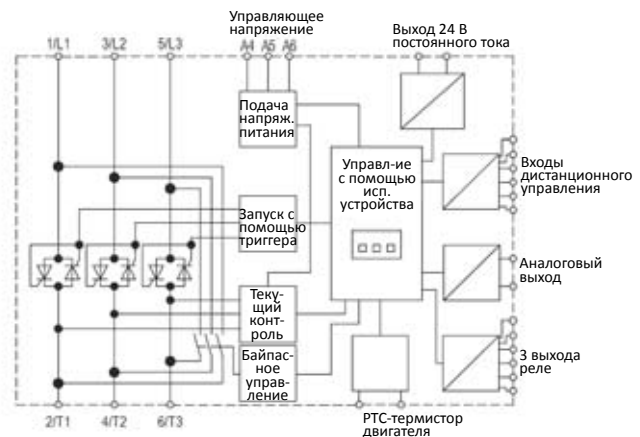 Управляющее
напряжение
1/L1 3/L2 5/L3 A4 A5 A6
Выход 24 В
постоянного тока
Подача
напряж.
питания
Управл-ие
с помощью
исп.
устройства
Входы
дистанционного
управления
Запуск с
помощью
триггера
Аналоговый
выход
Теку-
щий
конт-
роль
Байпас-
ное
управ-
ление
3 выхода
реле
2/T1 4/T2 6/T3
РТС-термистор
двигателя